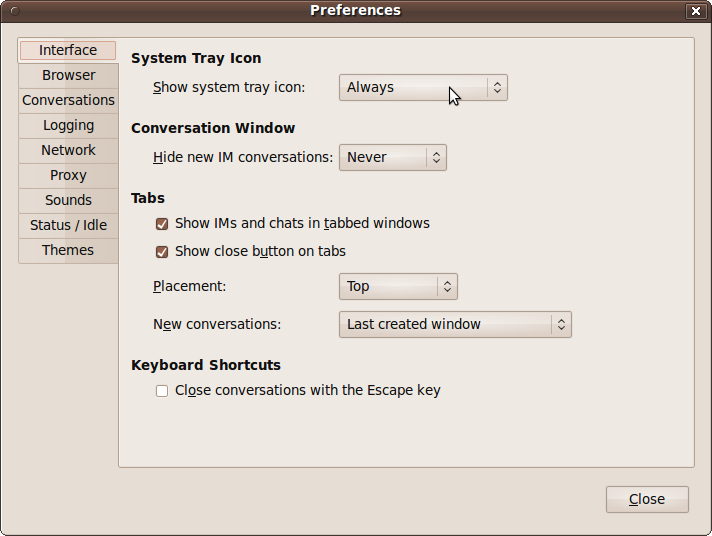 Preferences
Interface
Browser
Conversations
Logging
Network
Proxy
Sounds
Status / Idle
Themes
System Tray Icon
Show system tray icon: Always
Conversation Window
Hide new IM conversations: Never
Tabs
Show IMs and chats in tabbed windows
Show close button on tabs
Placement: Top
New conversations: Last created window
Keyboard Shortcuts
Close conversations with the Escape key
Close